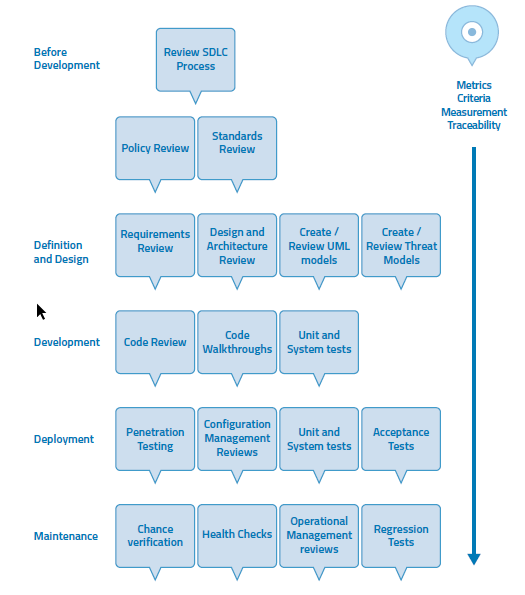 Before
Development
Review SDLC
Process
Metrics
Criteria
Measurement
Traceability
Policy Review
Standards
Review
Definition
and Design
Requirements
Review
Design and
Architecture
Review
Create /
Review UML
models
Create /
Review Threat
Models
Development
Code Review
Code
Walkthroughs
Unit and
System tests
Deployment
Penetration
Testing
Configuration
Management
Reviews
Unit and
System tests
Acceptance
Tests
Maintenance
Chance
verification
Health Checks
Operational
Management
reviews
Regression
Tests